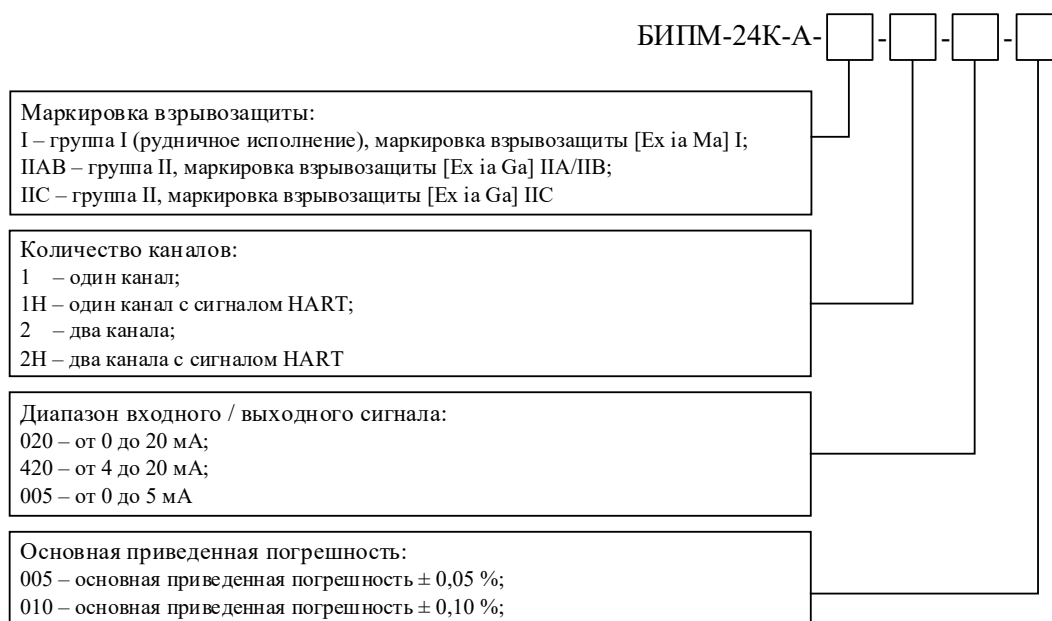 БИПМ-24К-А- - - -
Маркировка взрывозащиты:
I – группа I (рудничное исполнение), маркировка взрывозащиты [Ex ia Ma] I;
IIAB – группа II, маркировка взрывозащиты [Ex ia Ga] IIA/IIB;
IIC – группа II, маркировка взрывозащиты [Ex ia Ga] IIC
Количество каналов:
1 – один канал;
1H – один канал с сигналом HART;
2 – два канала;
2H – два канала с сигналом HART
Диапазон входного / выходного сигнала:
020 – от 0 до 20 мА;
420 – от 4 до 20 мА;
005 – от 0 до 5 мА
Основная приведенная погрешность:
005 – основная приведенная погрешность ± 0,05 %;
010 – основная приведенная погрешность ± 0,10 %;